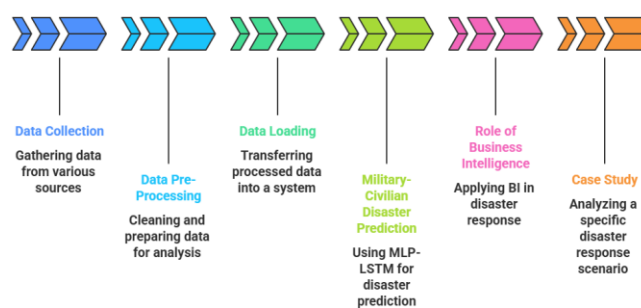 Data Collection
Gathering data
from various
sources
Data Pre-
Processing
Cleaning and
preparing data
for analysis
Data Loading
Transferring
processed data
into a system
Military-
Civilian
Disaster
Prediction
Using MLP-
LSTM for
disaster
prediction
Role of
Business
Intelligence
Applying BI in
disaster
response
Case Study
Analyzing a
specific
disaster
response
scenario